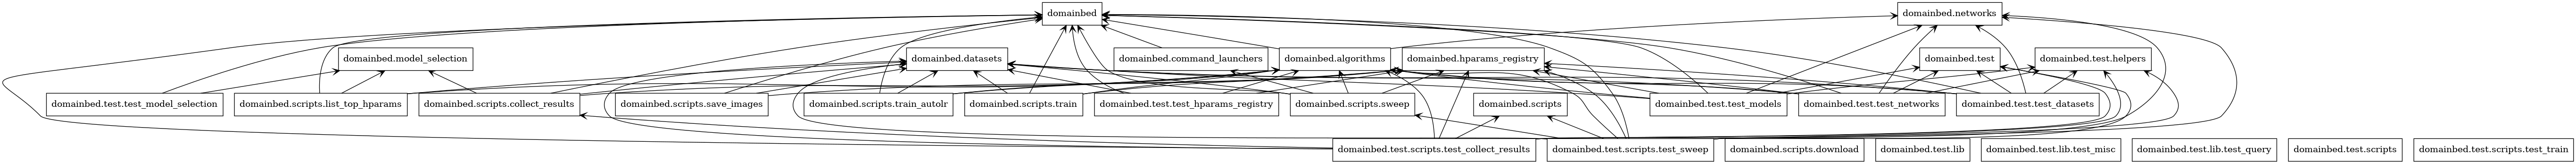 domainbed
domainbed.networks
domainbed.model_selection
domainbed.datasets
domainbed.command_launchers
domainbed.algorithms
domainbed.hparams_registry
domainbed.test
domainbed.test.helpers
domainbed.test.test_model_selection
domainbed.scripts.list_top_hparams
domainbed.scripts.collect_results
domainbed.scripts.save_images
domainbed.scripts.train_autolr
domainbed.scripts.train
domainbed.test.test_hparams_registry
domainbed.scripts.sweep
domainbed.scripts
domainbed.test.test_models
domainbed.test.test_networks
domainbed.test.test_datasets
domainbed.test.scripts.test_collect_results
domainbed.test.scripts.test_sweep
domainbed.scripts.download
domainbed.test.lib
domainbed.test.lib.test_misc
domainbed.test.lib.test_query
domainbed.test.scripts
domainbed.test.scripts.test_train